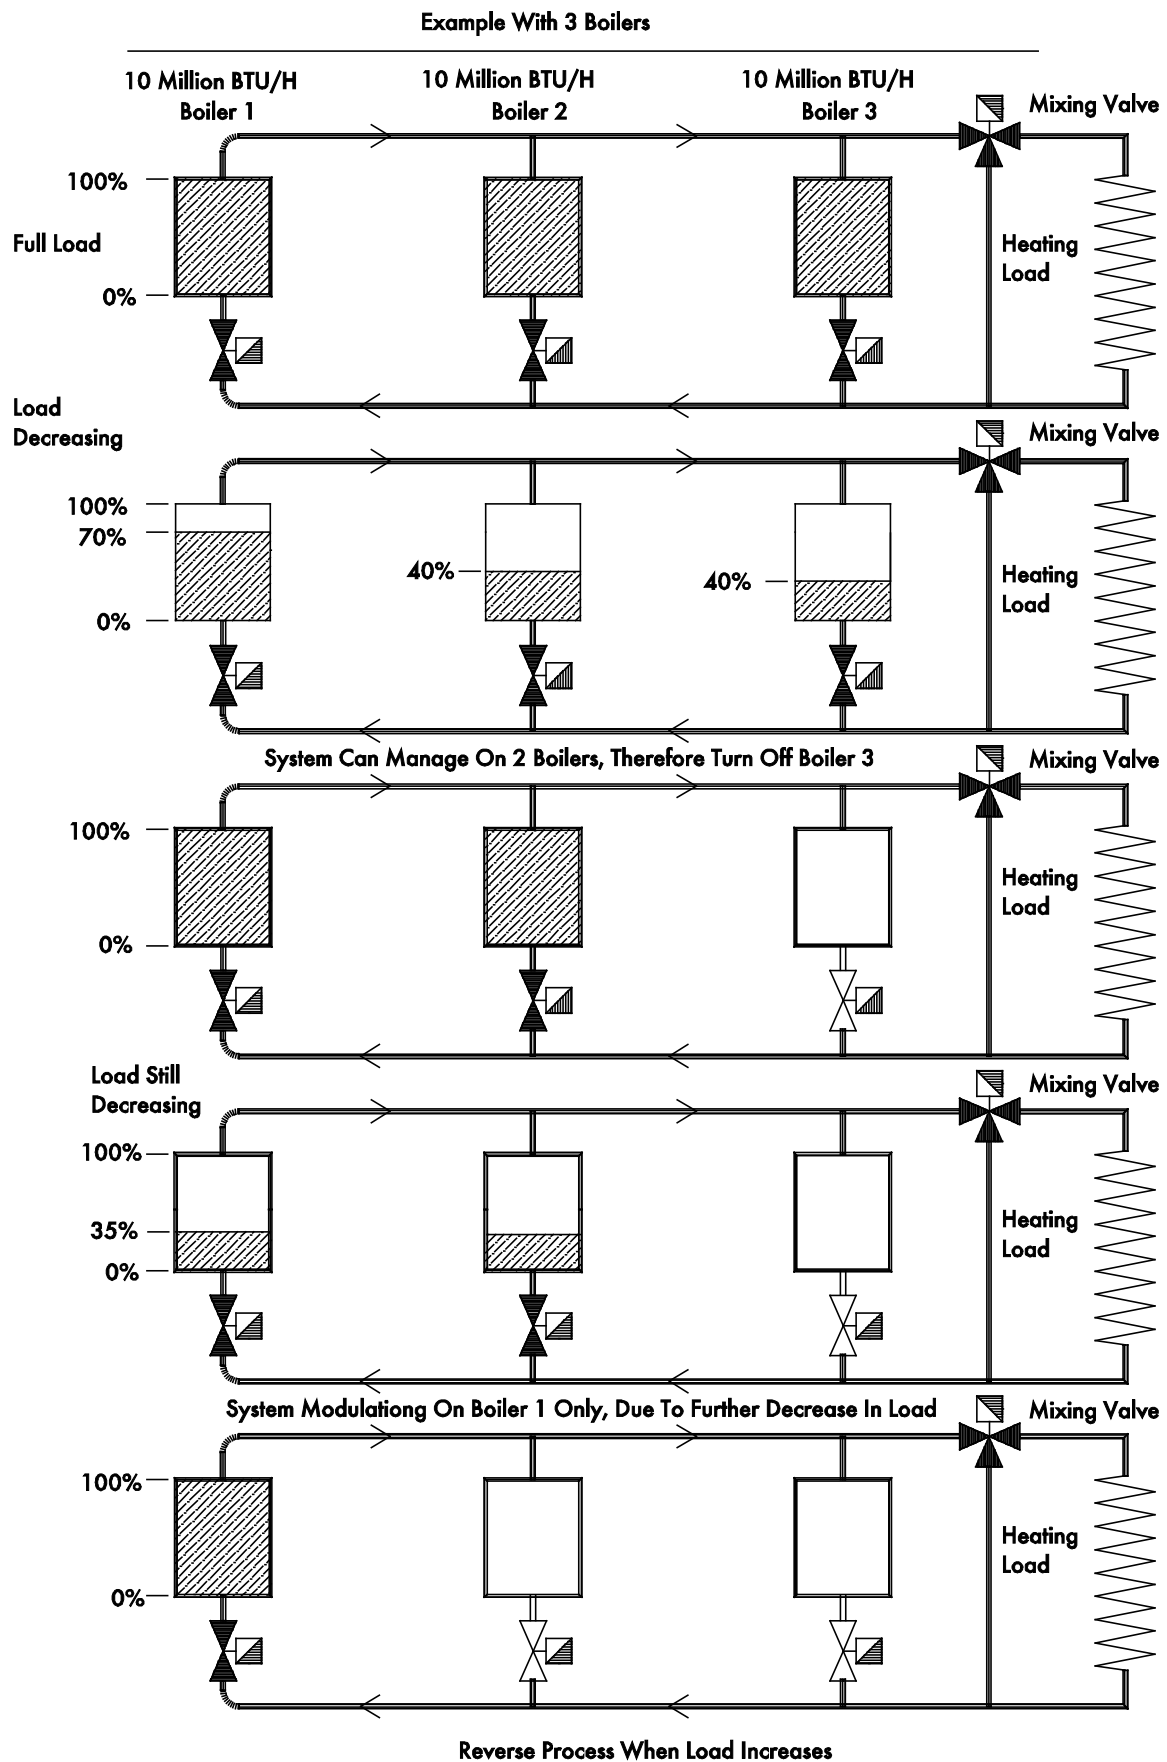 Example With 3 Boilers
10 Million BTU/H
Boiler 1
10 Million BTU/H
Boiler 2
10 Million BTU/H
Boiler 3
Mixing Valve
100%
Full Load
0%
Heating
Load
Load
Decreasing
Mixing Valve
100%
70%
40%
40%
0%
Heating
Load
System Can Manage On 2 Boilers, Therefore Turn Off Boiler 3
Mixing Valve
100%
0%
Heating
Load
Load Still
Decreasing
Mixing Valve
100%
35%
0%
Heating
Load
System Modulationg On Boiler 1 Only, Due To Further Decrease In Load
Mixing Valve
100%
0%
Heating
Load
Reverse Process When Load Increases